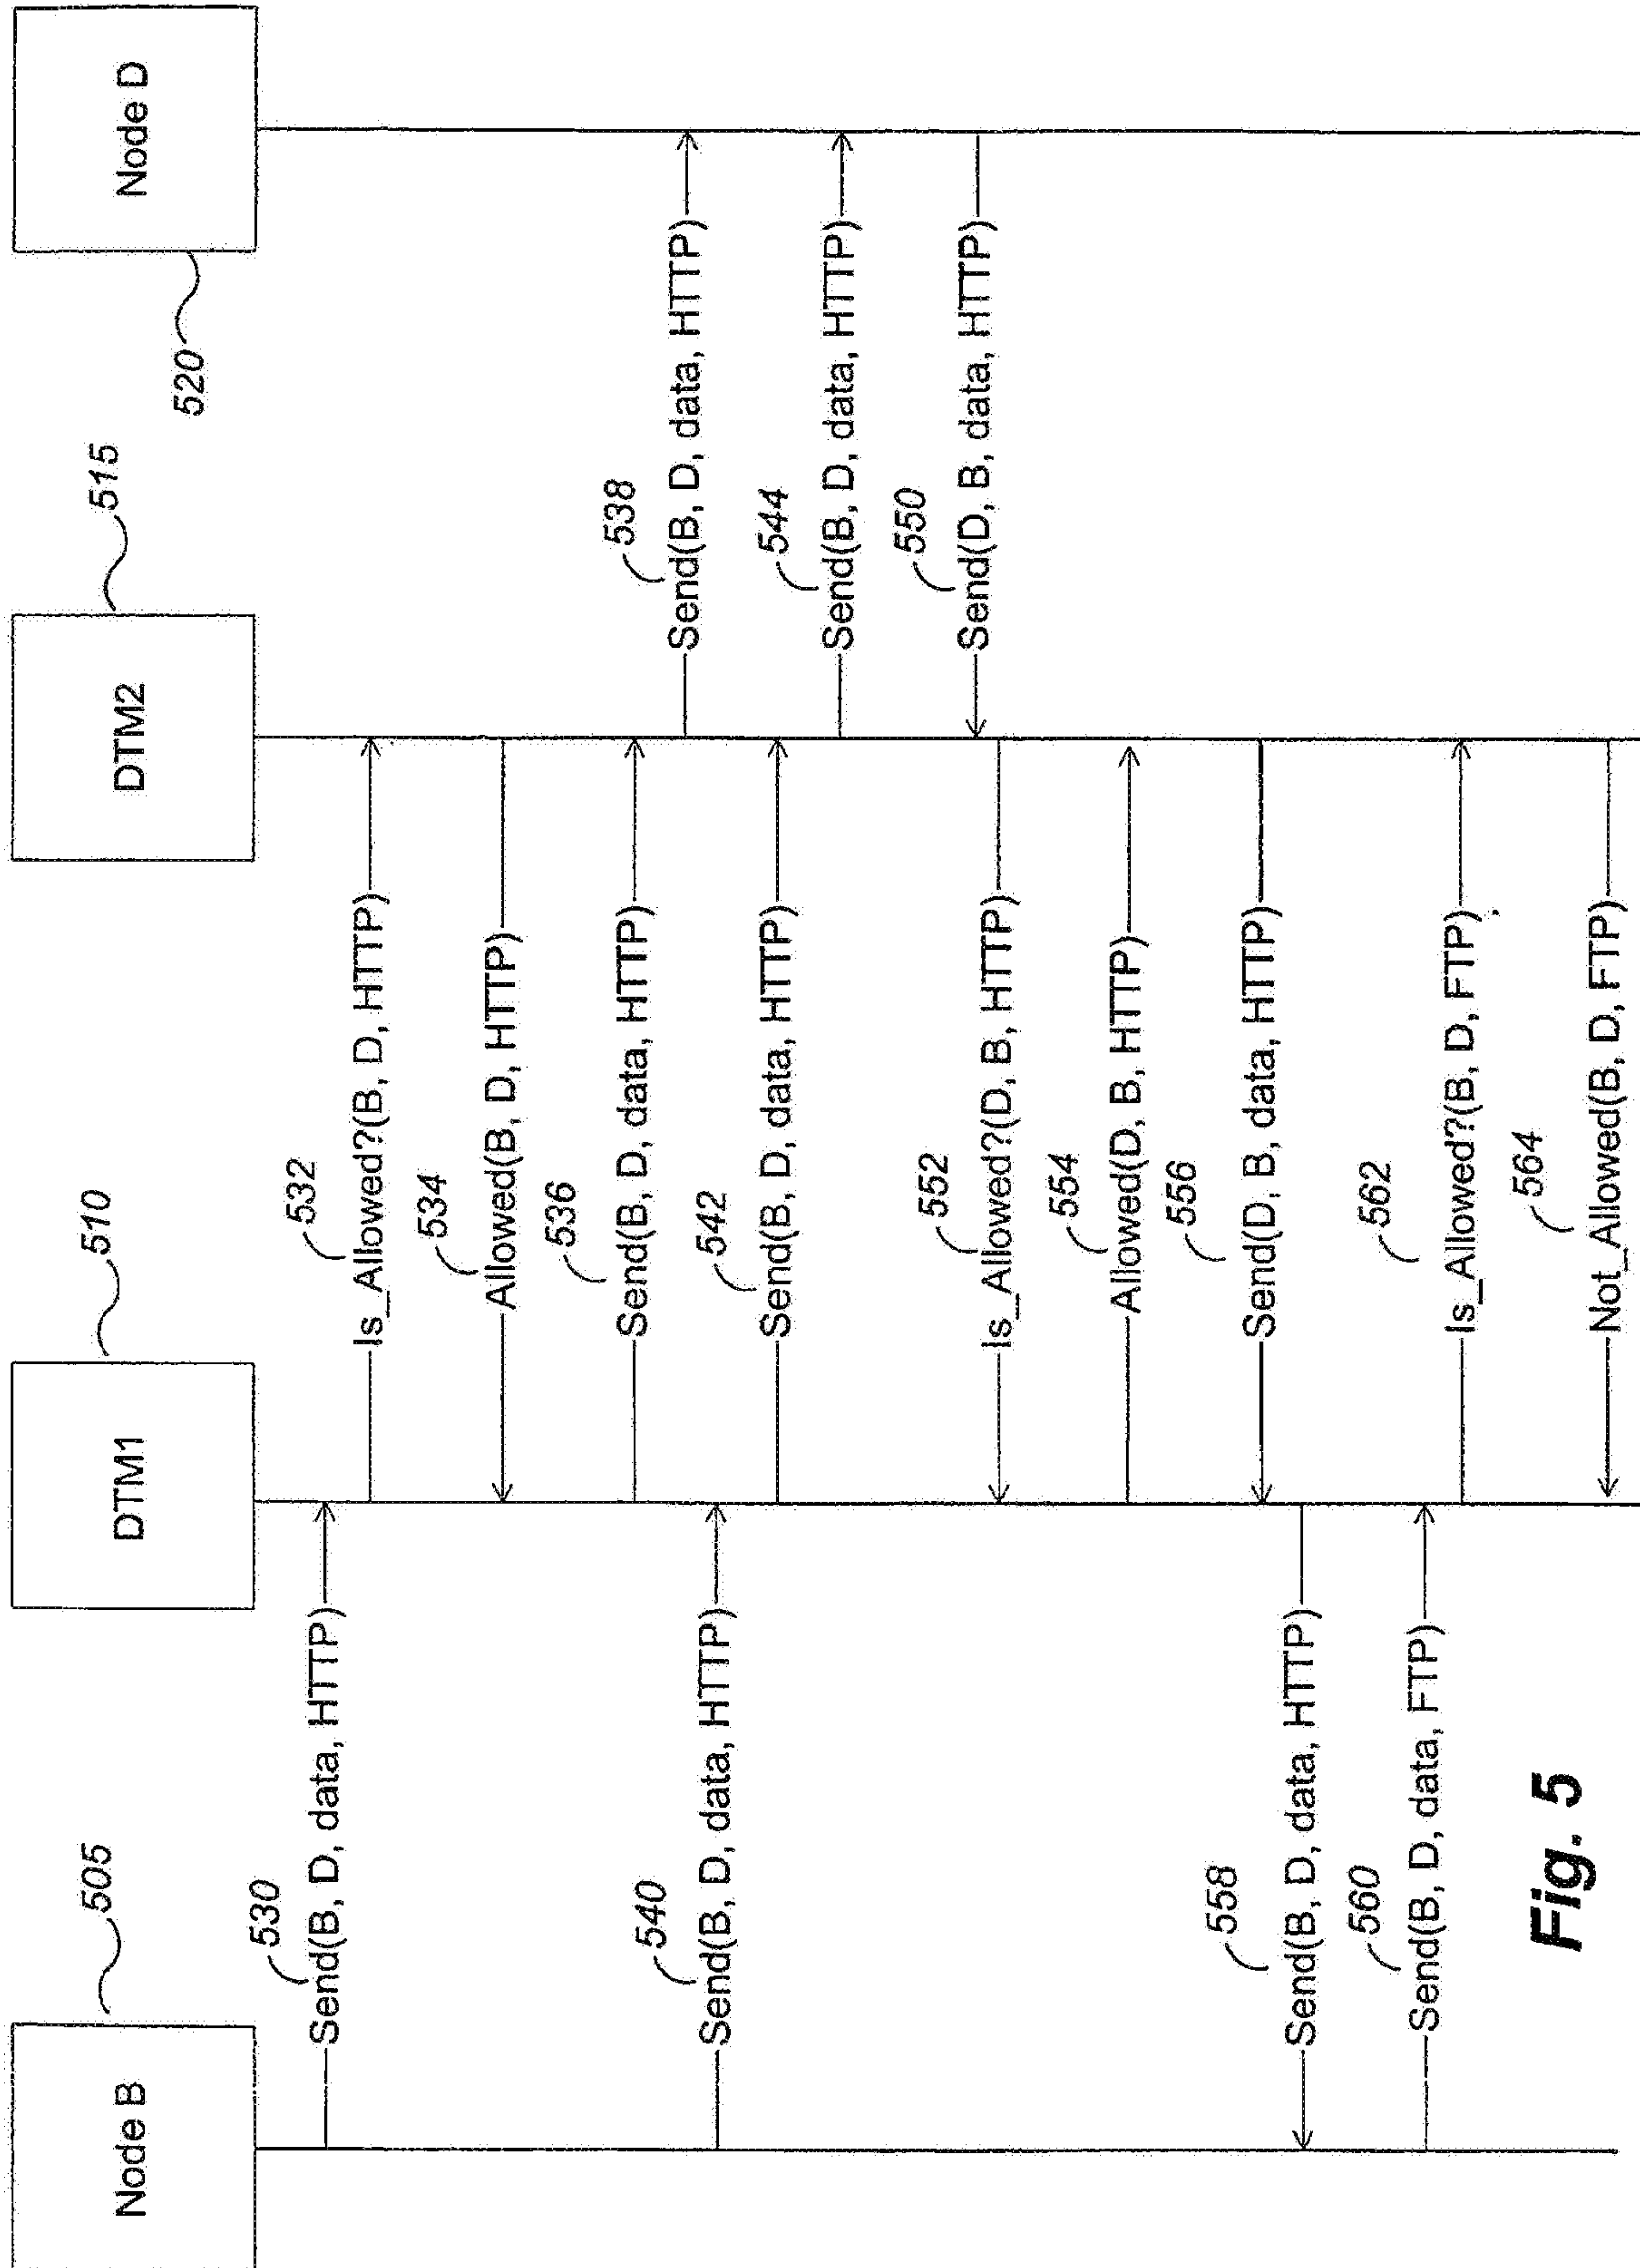 Node B
505
DTM1
510
DTM2
515
Node D
520
530
Send(B, D, data, HTTP)
532
Is_Allowed?(B, D, HTTP)
534
Allowed(B, D, HTTP)
536
Send(B, D, data, HTTP)
538
Send(B, D, data, HTTP)
540
Send(B, D, data, HTTP)
542
Send(B, D, data, HTTP)
544
Send(B, D, data, HTTP)
550
Send(D, B, data, HTTP)
552
Is_Allowed?(D, B, HTTP)
554
Allowed(D, B, HTTP)
556
Send(D, B, data, HTTP)
558
Send(B, D, data, HTTP)
560
Send(B, D, data, FTP)
562
Is_Allowed?(B, D, FTP)
564
Not_Allowed(B, D, FTP)
Fig. 5